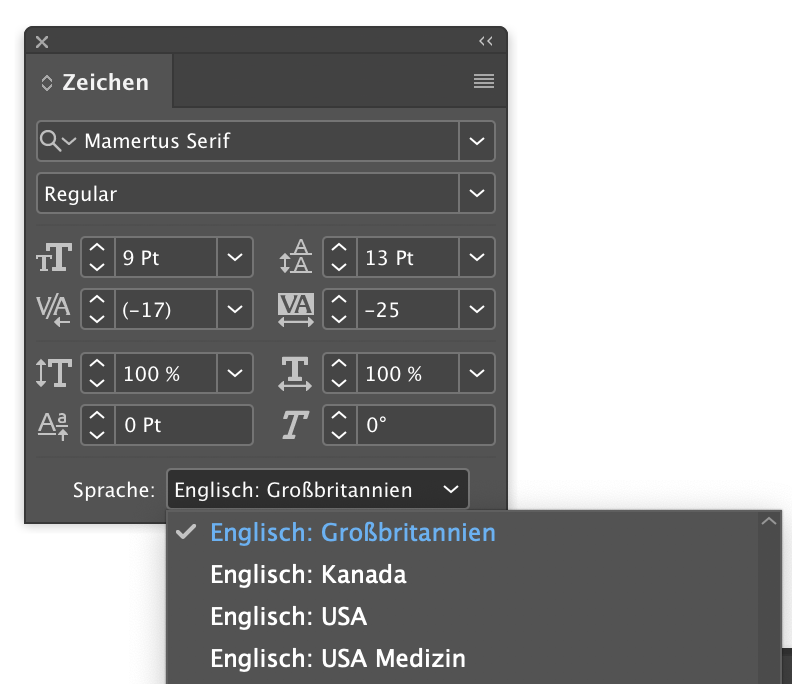 Zeichen
Mamertus Serif
Regular
9 Pt 13 Pt
(-17) -25
100 % 100 %
0 Pt 0°
Sprache: Englisch: Großbritannien
Englisch: Großbritannien
Englisch: Kanada
Englisch: USA
Englisch: USA Medizin